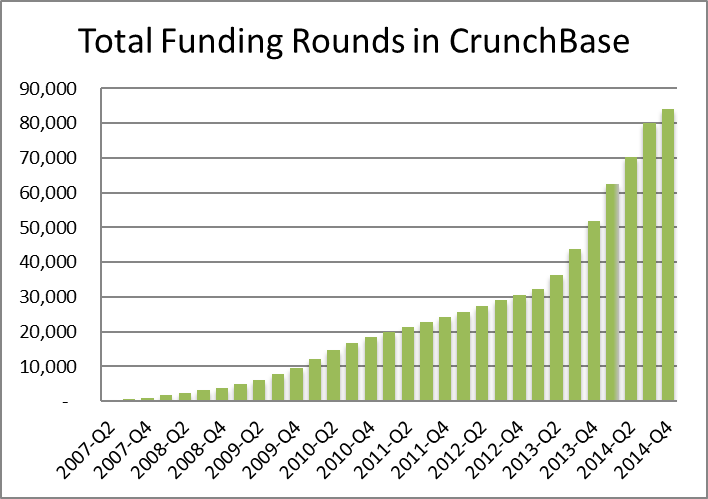 Total Funding Rounds in CrunchBase
90,000
80,000
70,000
60,000
50,000
40,000
30,000
20,000
10,000
-
2007-Q2
2007-Q4
2008-Q2
2008-Q4
2009-Q2
2009-Q4
2010-Q2
2010-Q4
2011-Q2
2011-Q4
2012-Q2
2012-Q4
2013-Q2
2013-Q4
2014-Q2
2014-Q4